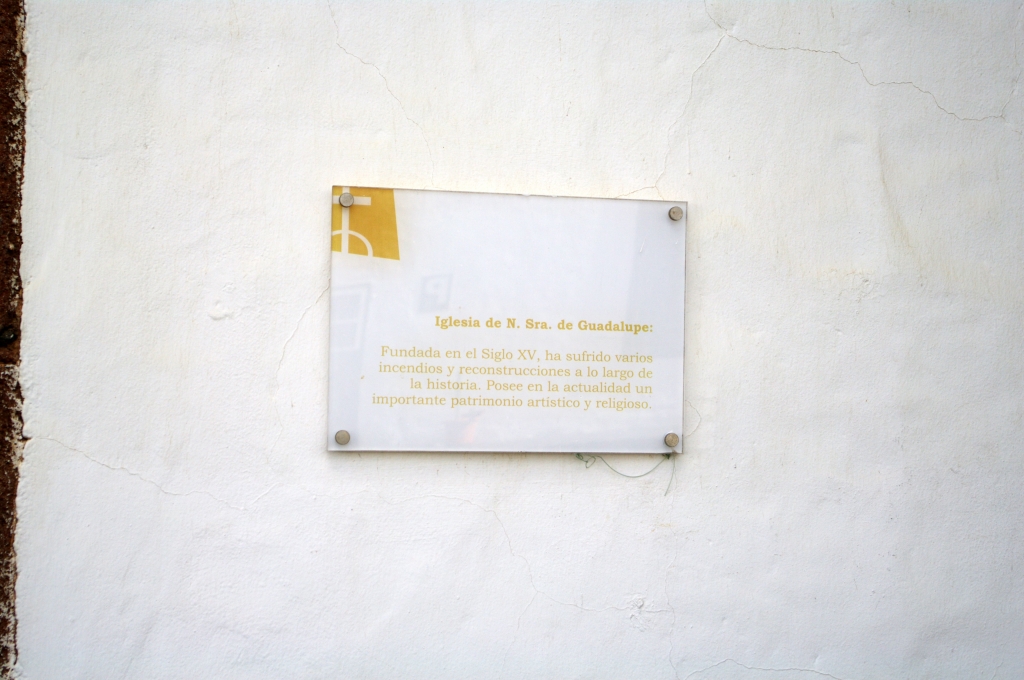 Iglesia de N. Sra. de Guadalupe:
Fundada en el Siglo XV, ha sufrido varios
incendios y reconstrucciones a lo largo de
la historia. Posee en la actualidad un
importante patrimonio artistico y religioso.